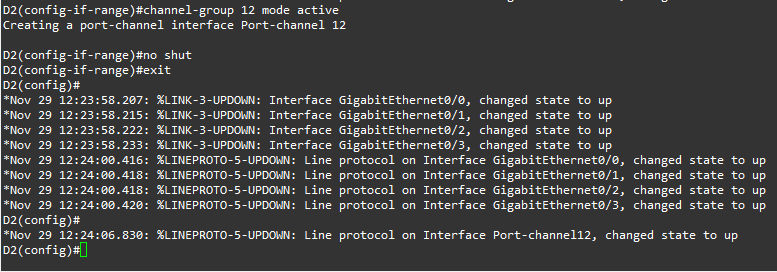 D2(config-if-range)#channel-group 12 mode active
Creating a port-channel interface Port-channel 12
D2(config-if-range)#no shut
D2(config-if-range)#exit
D2(config)#
*Nov 29 12:23:58.207: %LINK-3-UPDOWN: Interface GigabitEthernet0/0, changed state to up
*Nov 29 12:23:58.215: %LINK-3-UPDOWN: Interface GigabitEthernet0/1, changed state to up
*Nov 29 12:23:58.222: %LINK-3-UPDOWN: Interface GigabitEthernet0/2, changed state to up
*Nov 29 12:23:58.233: %LINK-3-UPDOWN: Interface GigabitEthernet0/3, changed state to up
*Nov 29 12:24:00.416: %LINEPROTO-5-UPDOWN: Line protocol on Interface GigabitEthernet0/0, changed state to up
*Nov 29 12:24:00.418: %LINEPROTO-5-UPDOWN: Line protocol on Interface GigabitEthernet0/1, changed state to up
*Nov 29 12:24:00.418: %LINEPROTO-5-UPDOWN: Line protocol on Interface GigabitEthernet0/2, changed state to up
*Nov 29 12:24:00.420: %LINEPROTO-5-UPDOWN: Line protocol on Interface GigabitEthernet0/3, changed state to up
D2(config)#
*Nov 29 12:24:06.830: %LINEPROTO-5-UPDOWN: Line protocol on Interface Port-channel12, changed state to up
D2(config)#